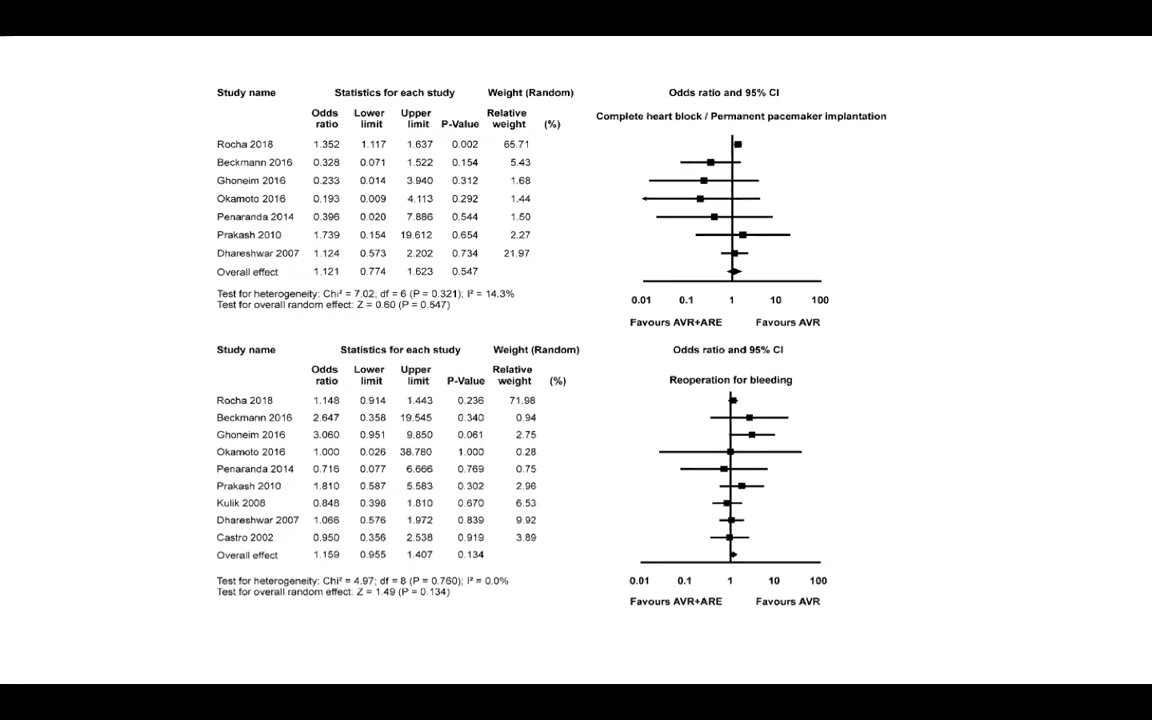 Study name Statistics for each study Weight (Random) Odds ratio and 95% CI
Odds ratio Lower limit Upper limit P-Value Relative weight (%)
Complete heart block / Permanent pacemaker implantation
Rocha 2018 1.352 1.117 1.637 0.002 65.71
Beckmann 2016 0.328 0.071 1.522 0.154 5.43
Ghoneim 2016 0.233 0.014 3.940 0.312 1.68
Okamoto 2016 0.193 0.009 4.113 0.292 1.44
Penaranda 2014 0.396 0.020 7.886 0.544 1.50
Prakash 2010 1.739 0.154 19.612 0.654 2.27
Dhareshwar 2007 1.124 0.573 2.202 0.734 21.97
Overall effect 1.121 0.774 1.623 0.547
Test for heterogeneity: Chi² = 7.02; df = 6 (P = 0.321); I² = 14.3%
Test for overall random effect: Z = 0.60 (P = 0.547)
0.01 0.1 1 10 100
Favours AVR+ARE Favours AVR
Study name Statistics for each study Weight (Random) Odds ratio and 95% CI
Odds ratio Lower limit Upper limit P-Value Relative weight (%)
Reoperation for bleeding
Rocha 2018 1.148 0.914 1.443 0.236 71.98
Beckmann 2016 2.647 0.358 19.545 0.340 0.94
Ghoneim 2016 3.060 0.951 9.850 0.061 2.75
Okamoto 2016 1.000 0.026 38.780 1.000 0.28
Penaranda 2014 0.716 0.077 6.666 0.769 0.75
Prakash 2010 1.810 0.587 5.583 0.302 2.96
Kulik 2008 0.848 0.398 1.810 0.670 6.53
Dhareshwar 2007 1.066 0.576 1.972 0.839 9.92
Castro 2002 0.950 0.356 2.538 0.919 3.89
Overall effect 1.159 0.955 1.407 0.134
Test for heterogeneity: Chi² = 4.97; df = 8 (P = 0.760); I² = 0.0%
Test for overall random effect: Z = 1.49 (P = 0.134)
0.01 0.1 1 10 100
Favours AVR+ARE Favours AVR